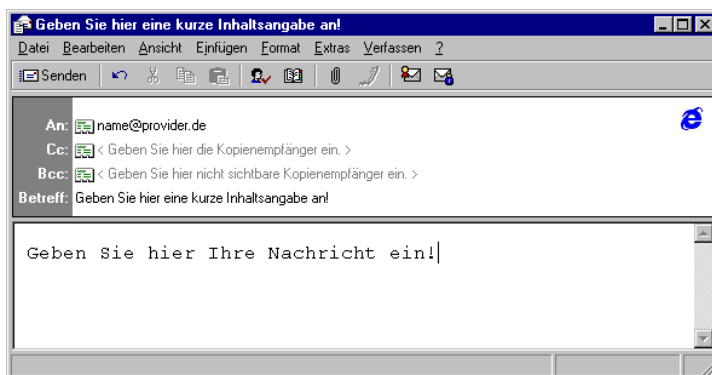 Geben Sie hier eine kurze Inhaltsangabe an!
Datei Bearbeiten Ansicht Einfügen Format Extras Verfassen ?
Senden
An: name@provider.de
Cc: < Geben Sie hier die Kopienempfänger ein. >
Bcc: < Geben Sie hier nicht sichtbare Kopienempfänger ein. >
Betreff: Geben Sie hier eine kurze Inhaltsangabe an!
Geben Sie hier Ihre Nachricht ein!